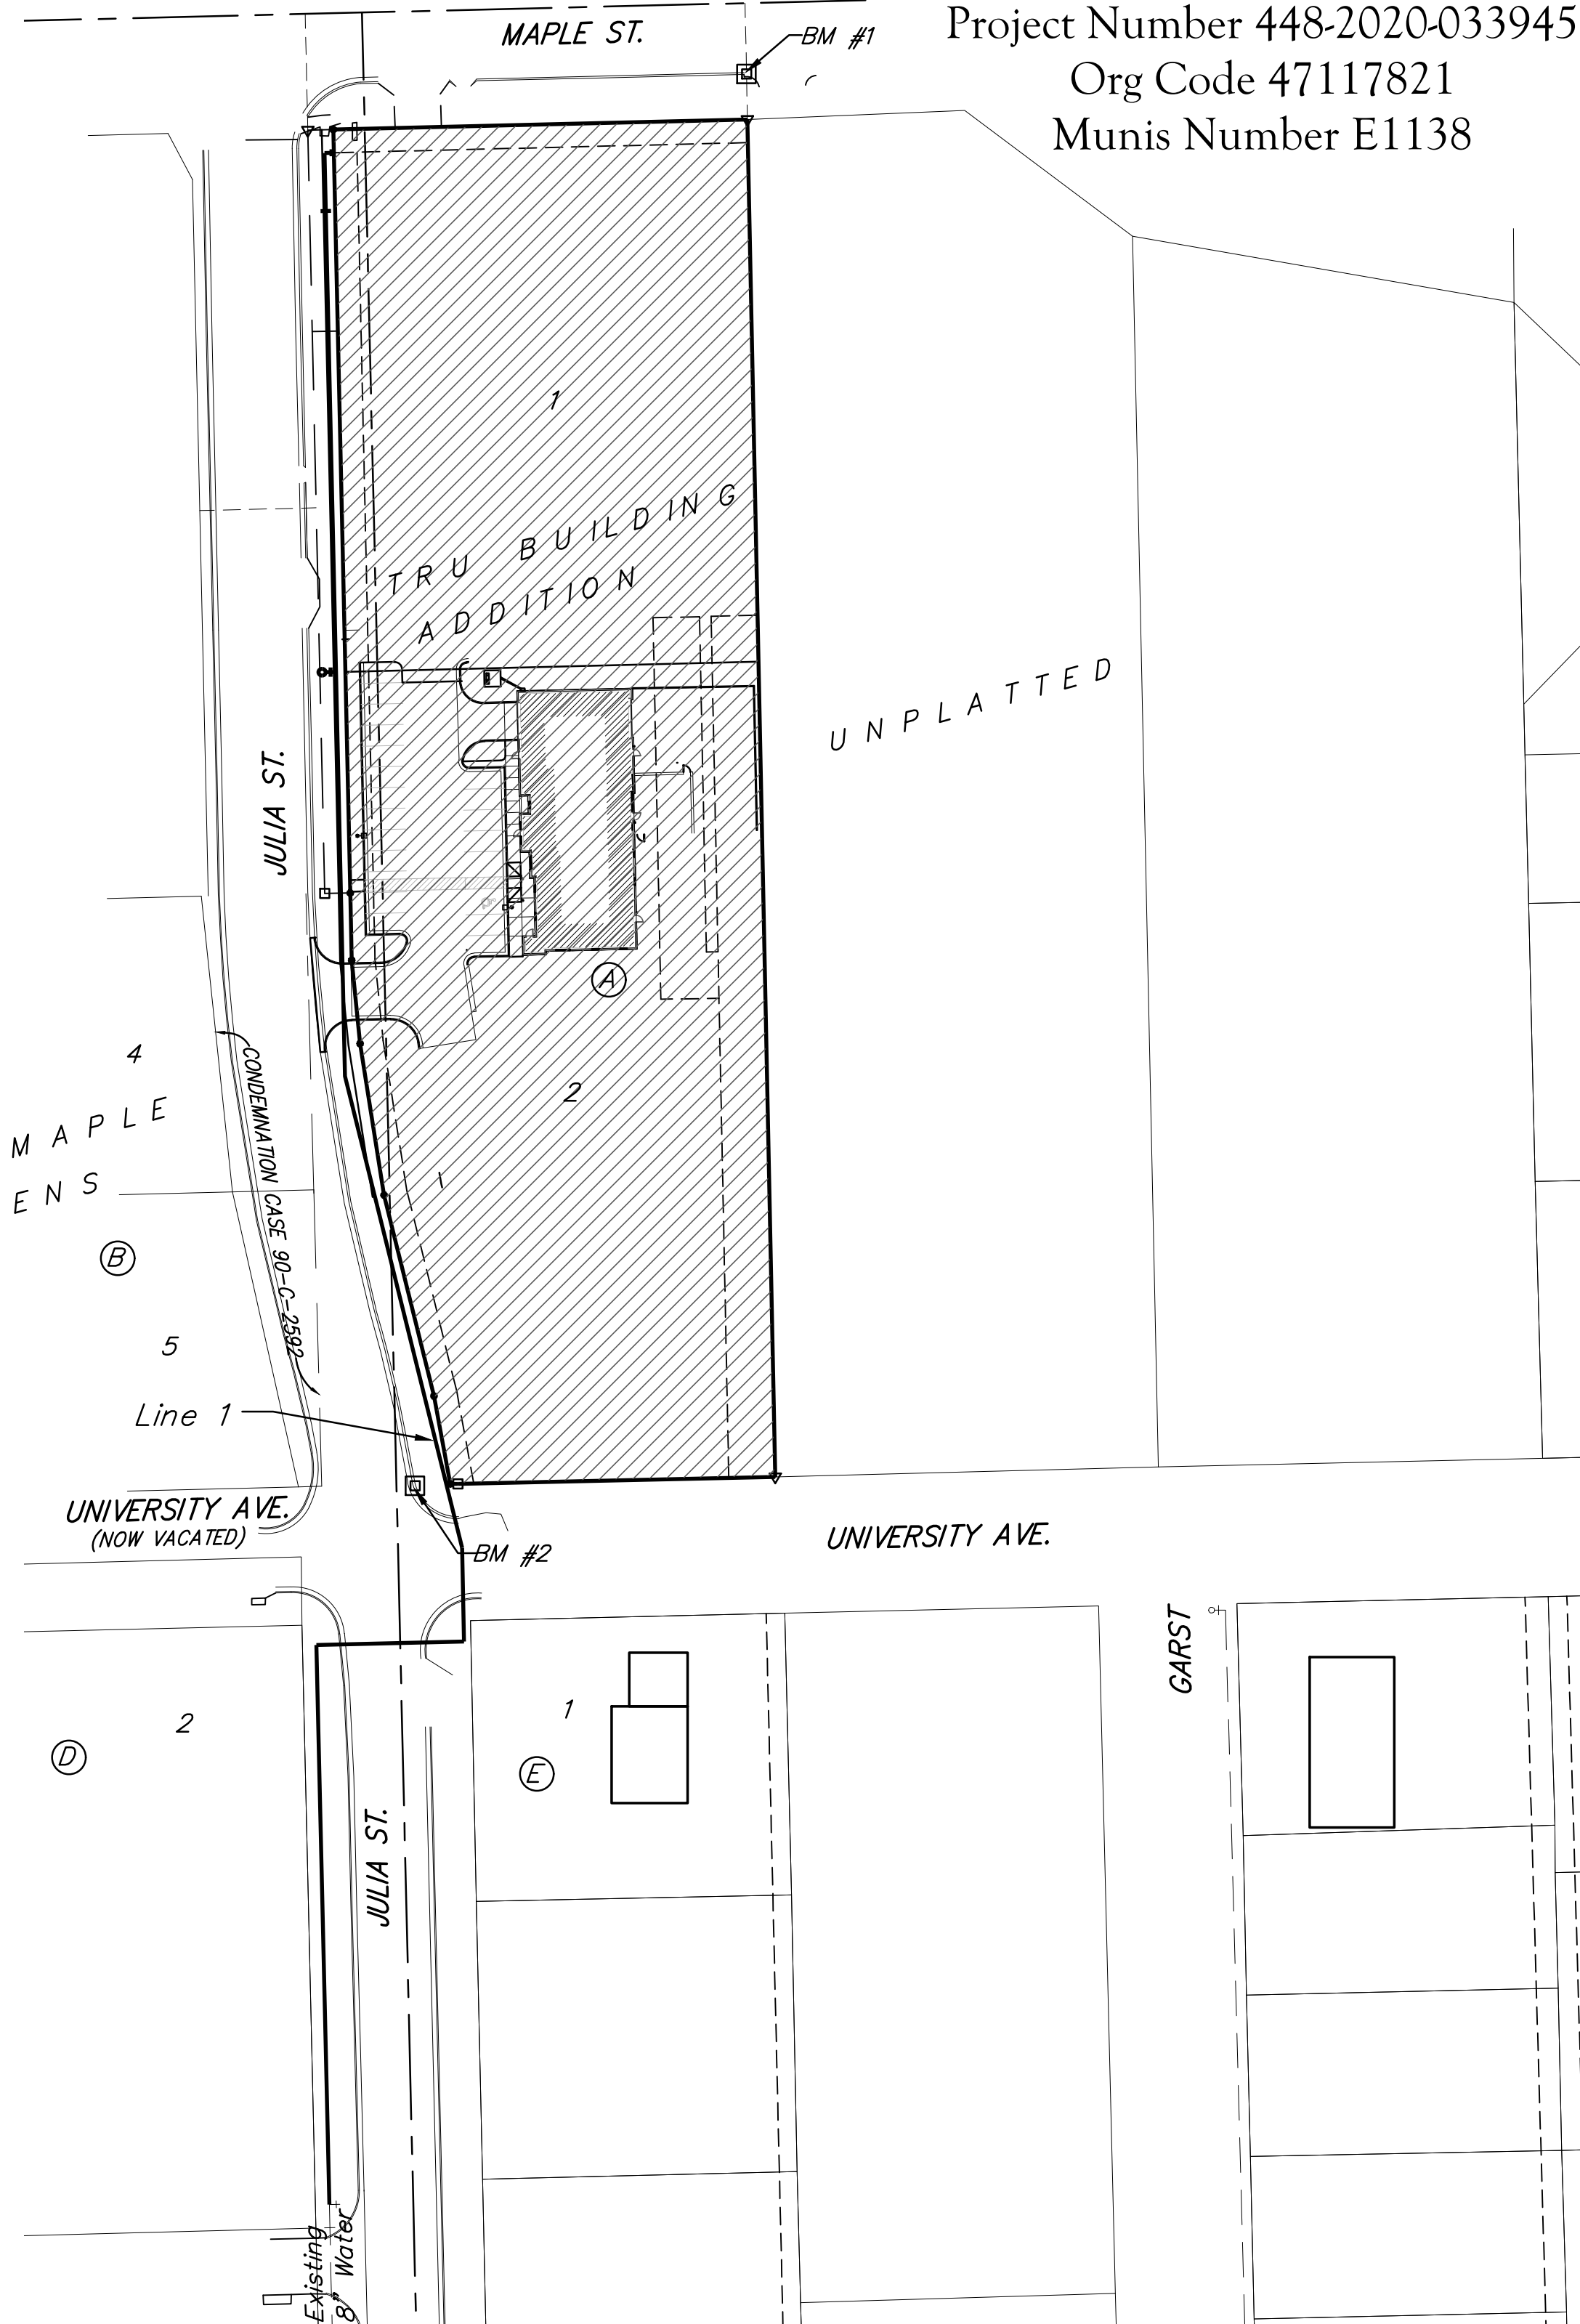 MAPLE ST.
BM #1
Project Number 448-2020-033945
Org Code 47117821
Munis Number E1138
1
TRU BUILDING
ADDITION
UNPLATTED
JULIA ST.
A
2
4
CONDEMNATION CASE 90-C-2592
MAPLE
ENS
B
5
Line 1
UNIVERSITY AVE.
(NOW VACATED)
BM #2
UNIVERSITY AVE.
GARST
2
1
D
E
JULIA ST.
Existing
8" Water